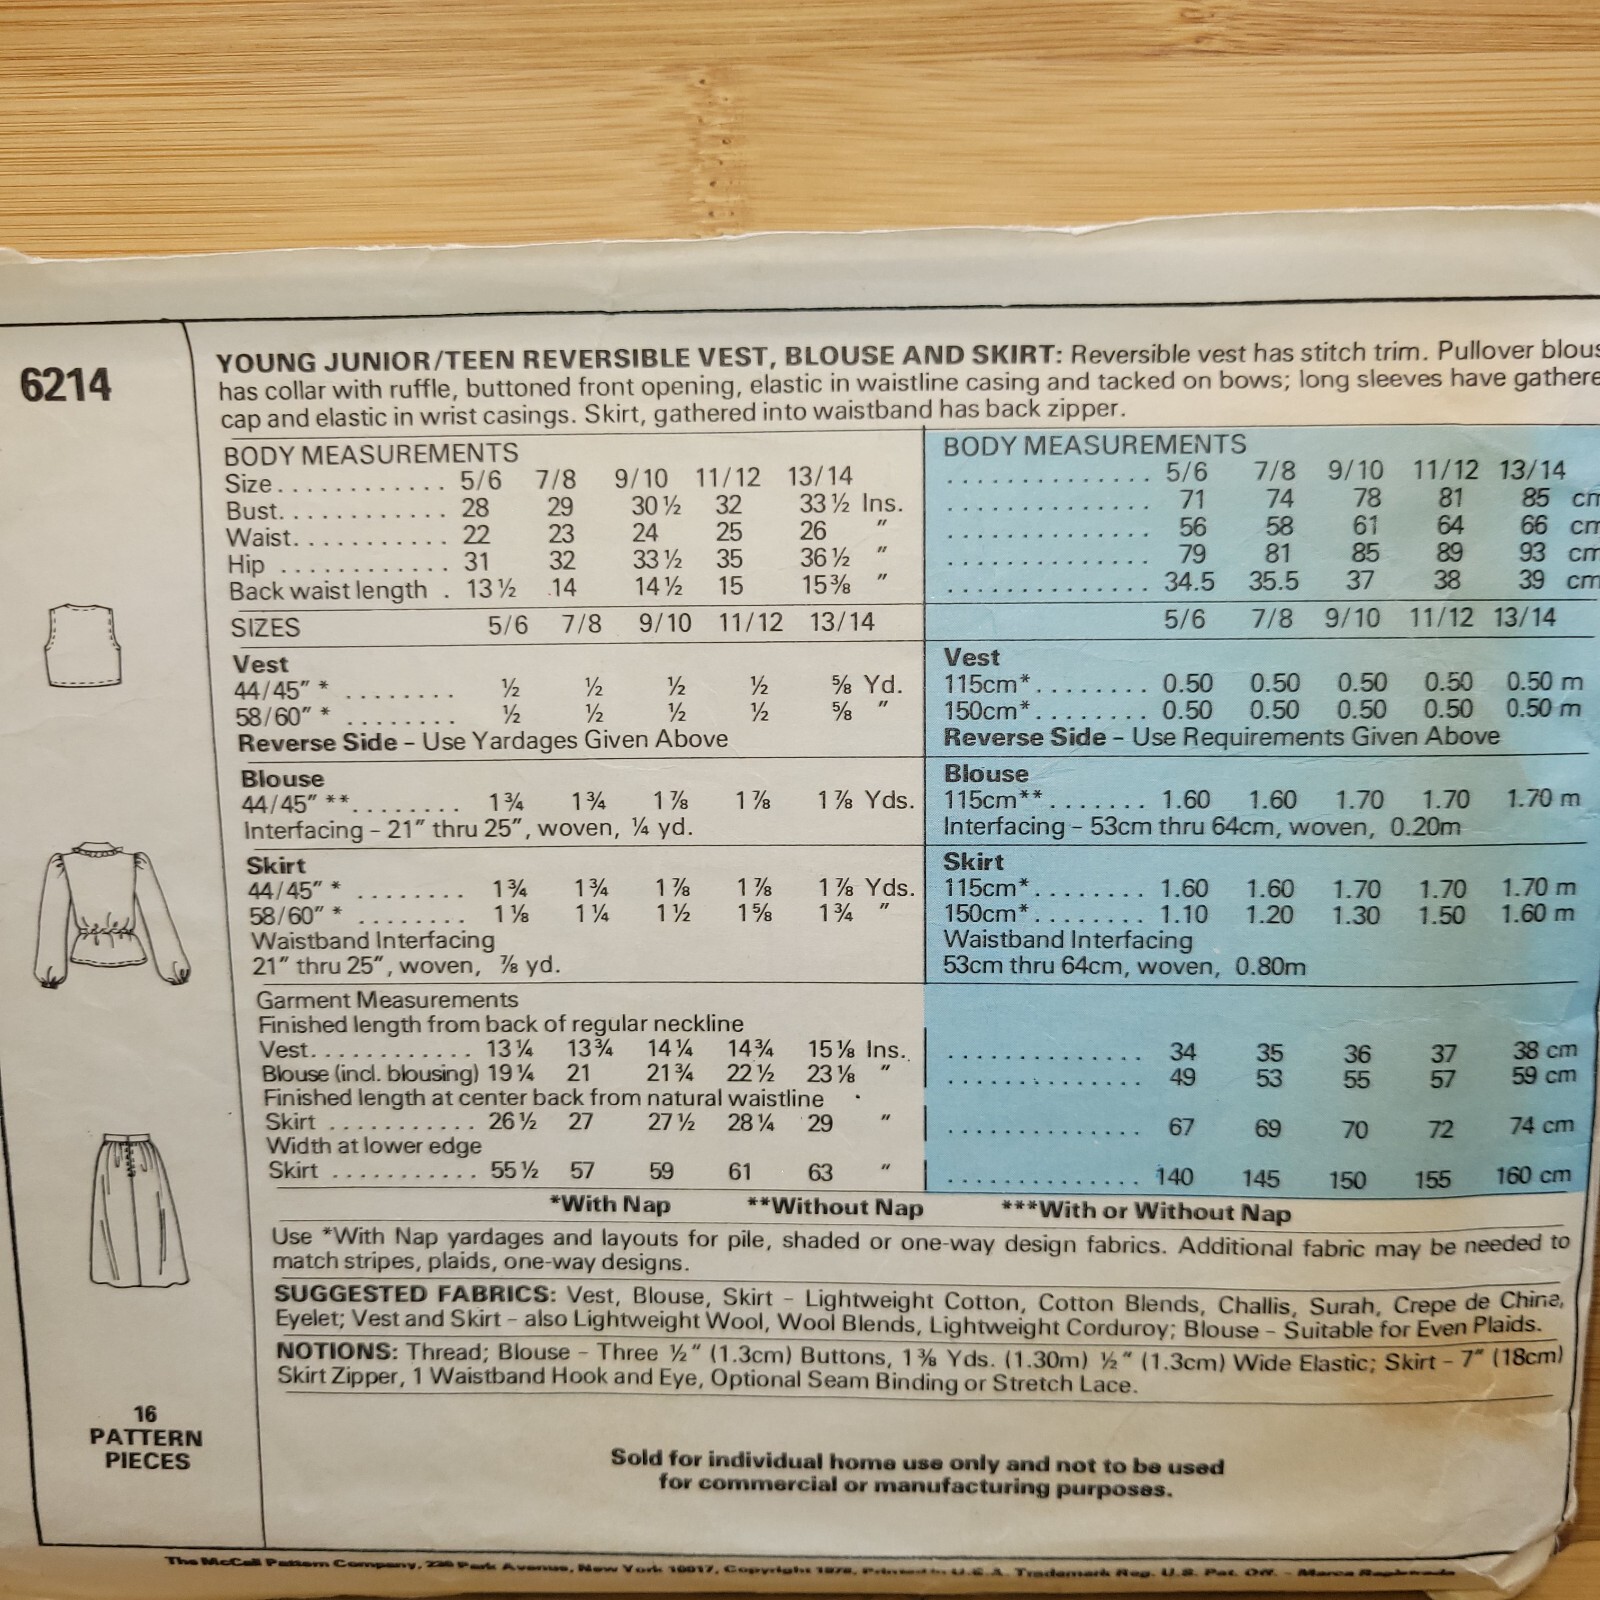 6214
YOUNG JUNIOR/TEEN REVERSIBLE VEST, BLOUSE AND SKIRT: Reversible vest has stitch trim. Pullover blous
has collar with ruffle, buttoned front opening, elastic in waistline casing and tacked on bows; long sleeves have gathere
cap and elastic in wrist casings. Skirt, gathered into waistband has back zipper.
BODY MEASUREMENTS
Size............. 5/6 7/8 9/10 11/12 13/14
Bust............. 28 29 30½ 32 33½ Ins.
Waist............ 22 23 24 25 26 "
Hip ............. 31 32 33½ 35 36½ "
Back waist length . 13½ 14 14½ 15 15⅜ "
SIZES 5/6 7/8 9/10 11/12 13/14
Vest
44/45" * ........ ½ ½ ½ ½ ⅝ Yd.
58/60" * ........ ½ ½ ½ ½ ⅝ "
Reverse Side – Use Yardages Given Above
Blouse
44/45" **........ 1¾ 1¾ 1⅞ 1⅞ 1⅞ Yds.
Interfacing – 21" thru 25", woven, ¼ yd.
Skirt
44/45" * ........ 1¾ 1¾ 1⅞ 1⅞ 1⅞ Yds.
58/60" * ........ 1⅛ 1¼ 1½ 1⅝ 1¾ "
Waistband Interfacing
21" thru 25", woven, ⅞ yd.
Garment Measurements
Finished length from back of regular neckline
Vest............. 13¼ 13¾ 14¼ 14¾ 15⅛ Ins.
Blouse (incl. blousing) 19¼ 21 21¾ 22½ 23⅛ "
Finished length at center back from natural waistline
Skirt ........... 26½ 27 27½ 28¼ 29 "
Width at lower edge
Skirt ........... 55½ 57 59 61 63 "
BODY MEASUREMENTS
............... 5/6 7/8 9/10 11/12 13/14
............... 71 74 78 81 85 cm
............... 56 58 61 64 66 cm
............... 79 81 85 89 93 cm
............... 34.5 35.5 37 38 39 cm
5/6 7/8 9/10 11/12 13/14
Vest
115cm*........ 0.50 0.50 0.50 0.50 0.50 m
150cm*........ 0.50 0.50 0.50 0.50 0.50 m
Reverse Side – Use Requirements Given Above
Blouse
115cm**....... 1.60 1.60 1.70 1.70 1.70 m
Interfacing – 53cm thru 64cm, woven, 0.20m
Skirt
115cm*........ 1.60 1.60 1.70 1.70 1.70 m
150cm*........ 1.10 1.20 1.30 1.50 1.60 m
Waistband Interfacing
53cm thru 64cm, woven, 0.80m
.............. 34 35 36 37 38 cm
.............. 49 53 55 57 59 cm
.............. 67 69 70 72 74 cm
.............. 140 145 150 155 160 cm
*With Nap **Without Nap ***With or Without Nap
Use *With Nap yardages and layouts for pile, shaded or one-way design fabrics. Additional fabric may be needed to
match stripes, plaids, one-way designs.
SUGGESTED FABRICS: Vest, Blouse, Skirt – Lightweight Cotton, Cotton Blends, Challis, Surah, Crepe de Chine,
Eyelet; Vest and Skirt – also Lightweight Wool, Wool Blends, Lightweight Corduroy; Blouse – Suitable for Even Plaids.
NOTIONS: Thread; Blouse – Three ½" (1.3cm) Buttons, 1⅜ Yds. (1.30m) ½" (1.3cm) Wide Elastic; Skirt – 7" (18cm)
Skirt Zipper, 1 Waistband Hook and Eye, Optional Seam Binding or Stretch Lace.
16
PATTERN
PIECES
Sold for individual home use only and not to be used
for commercial or manufacturing purposes.
The McCall Pattern Company, 230 Park Avenue, New York 10017, Copyright 1978, Printed in U.S.A. Trademark Reg. U.S. Pat. Off. – Marca Registrada